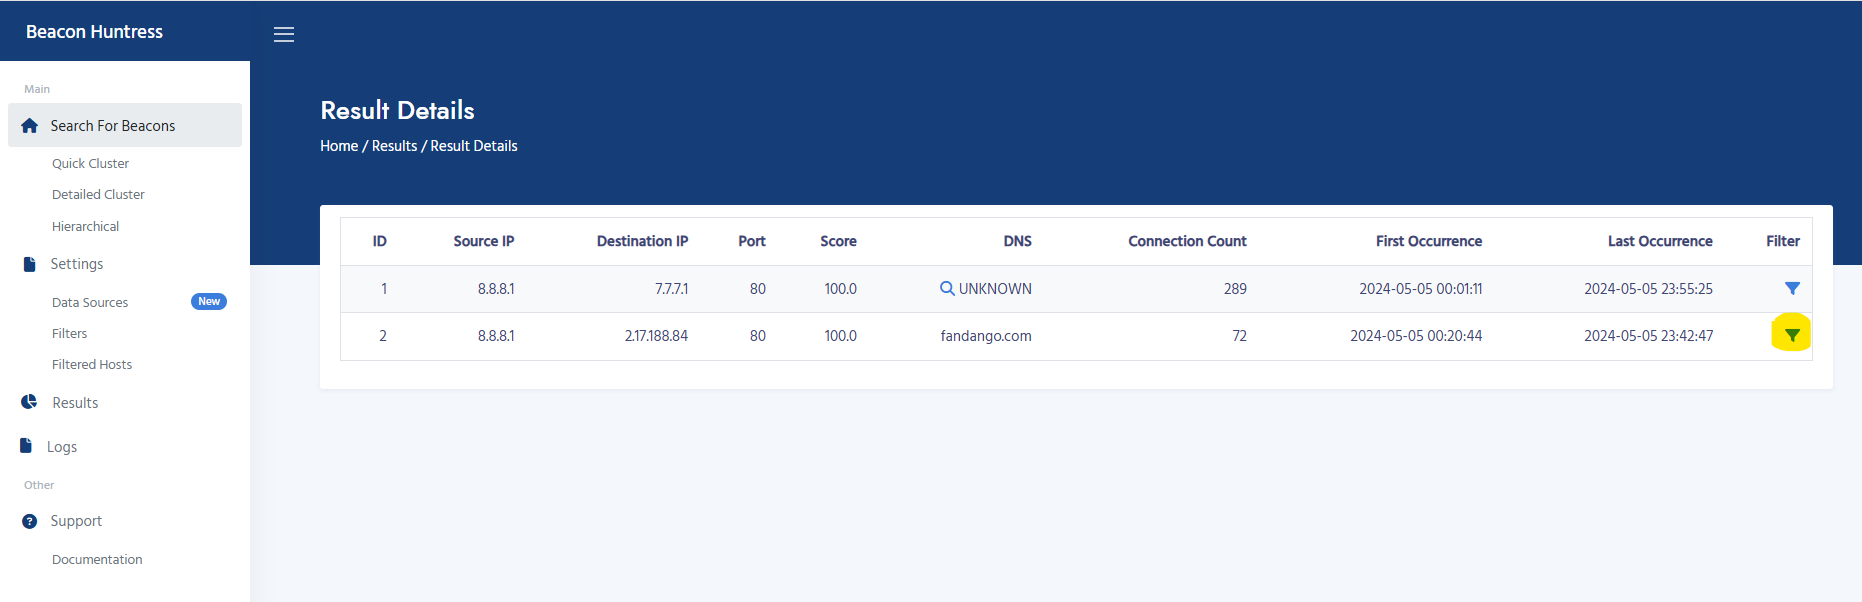 Beacon Huntress
Main
Search For Beacons
Quick Cluster
Detailed Cluster
Hierarchical
Settings
Data Sources New
Filters
Filtered Hosts
Results
Logs
Other
Support
Documentation
Result Details
Home / Results / Result Details
ID Source IP Destination IP Port Score DNS Connection Count First Occurrence Last Occurrence Filter
1 8.8.8.1 7.7.7.1 80 100.0 UNKNOWN 289 2024-05-05 00:01:11 2024-05-05 23:55:25
2 8.8.8.1 2.17.188.84 80 100.0 fandango.com 72 2024-05-05 00:20:44 2024-05-05 23:42:47